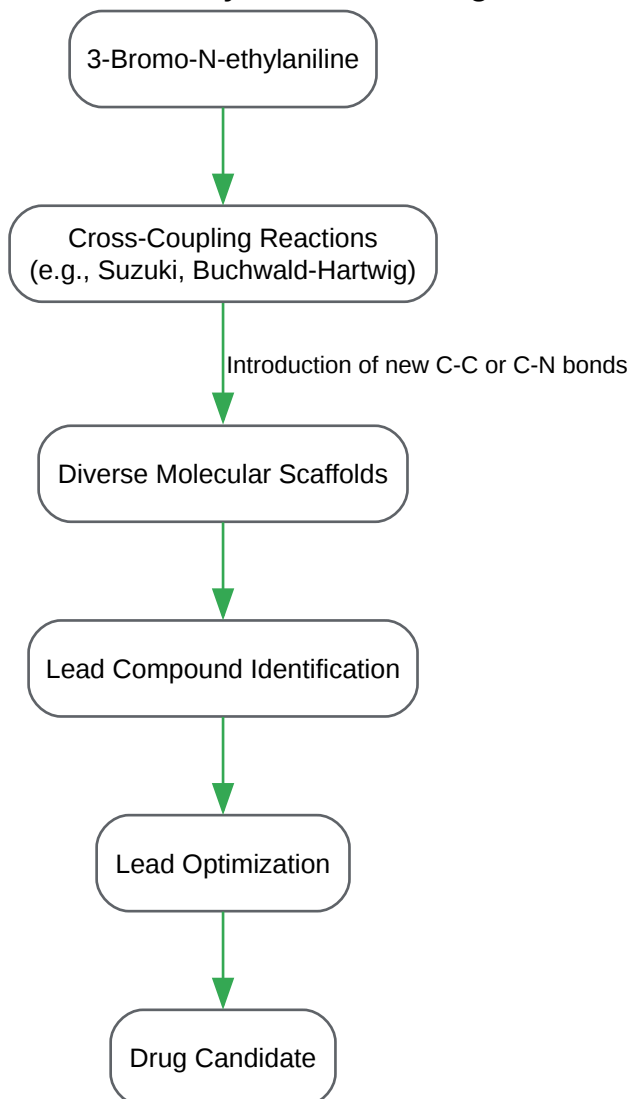 3-Bromo-N-ethylaniline
Cross-Coupling Reactions
(e.g., Suzuki, Buchwald-Hartwig)
Introduction of new C-C or C-N bonds
Diverse Molecular Scaffolds
Lead Compound Identification
Lead Optimization
Drug Candidate